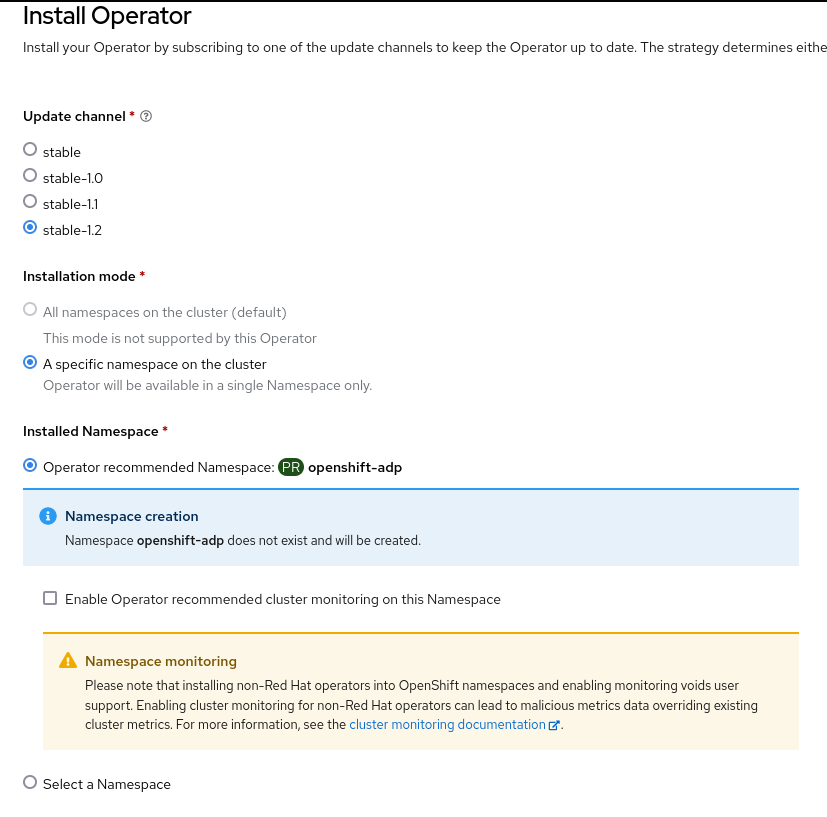 Install Operator
Install your Operator by subscribing to one of the update channels to keep the Operator up to date. The strategy determines eithe
Update channel *
stable
stable-1.0
stable-1.1
stable-1.2
Installation mode *
All namespaces on the cluster (default)
This mode is not supported by this Operator
A specific namespace on the cluster
Operator will be available in a single Namespace only.
Installed Namespace *
Operator recommended Namespace: PR openshift-adp
Namespace creation
Namespace openshift-adp does not exist and will be created.
Enable Operator recommended cluster monitoring on this Namespace
Namespace monitoring
Please note that installing non-Red Hat operators into OpenShift namespaces and enabling monitoring voids user
support. Enabling cluster monitoring for non-Red Hat operators can lead to malicious metrics data overriding existing
cluster metrics. For more information, see the cluster monitoring documentation.
Select a Namespace